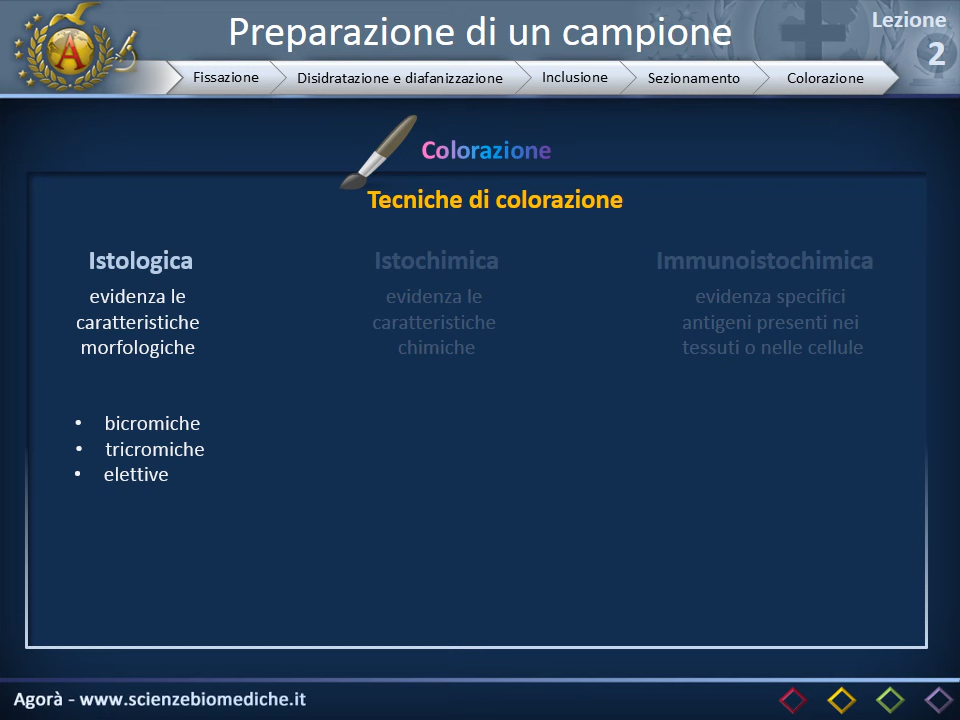 Preparazione di un campione
Lezione
2
Fissazione
Disidratazione e diafanizzazione
Inclusione
Sezionamento
Colorazione
A
Colorazione
Tecniche di colorazione
Istologica
evidenza le
caratteristiche
morfologiche
• bicromiche
• tricromiche
• elettive
Istochimica
evidenza le
caratteristiche
chimiche
Immunoistochimica
evidenza specifici
antigeni presenti nei
tessuti o nelle cellule
Agorà - www.scienzebiomediche.it